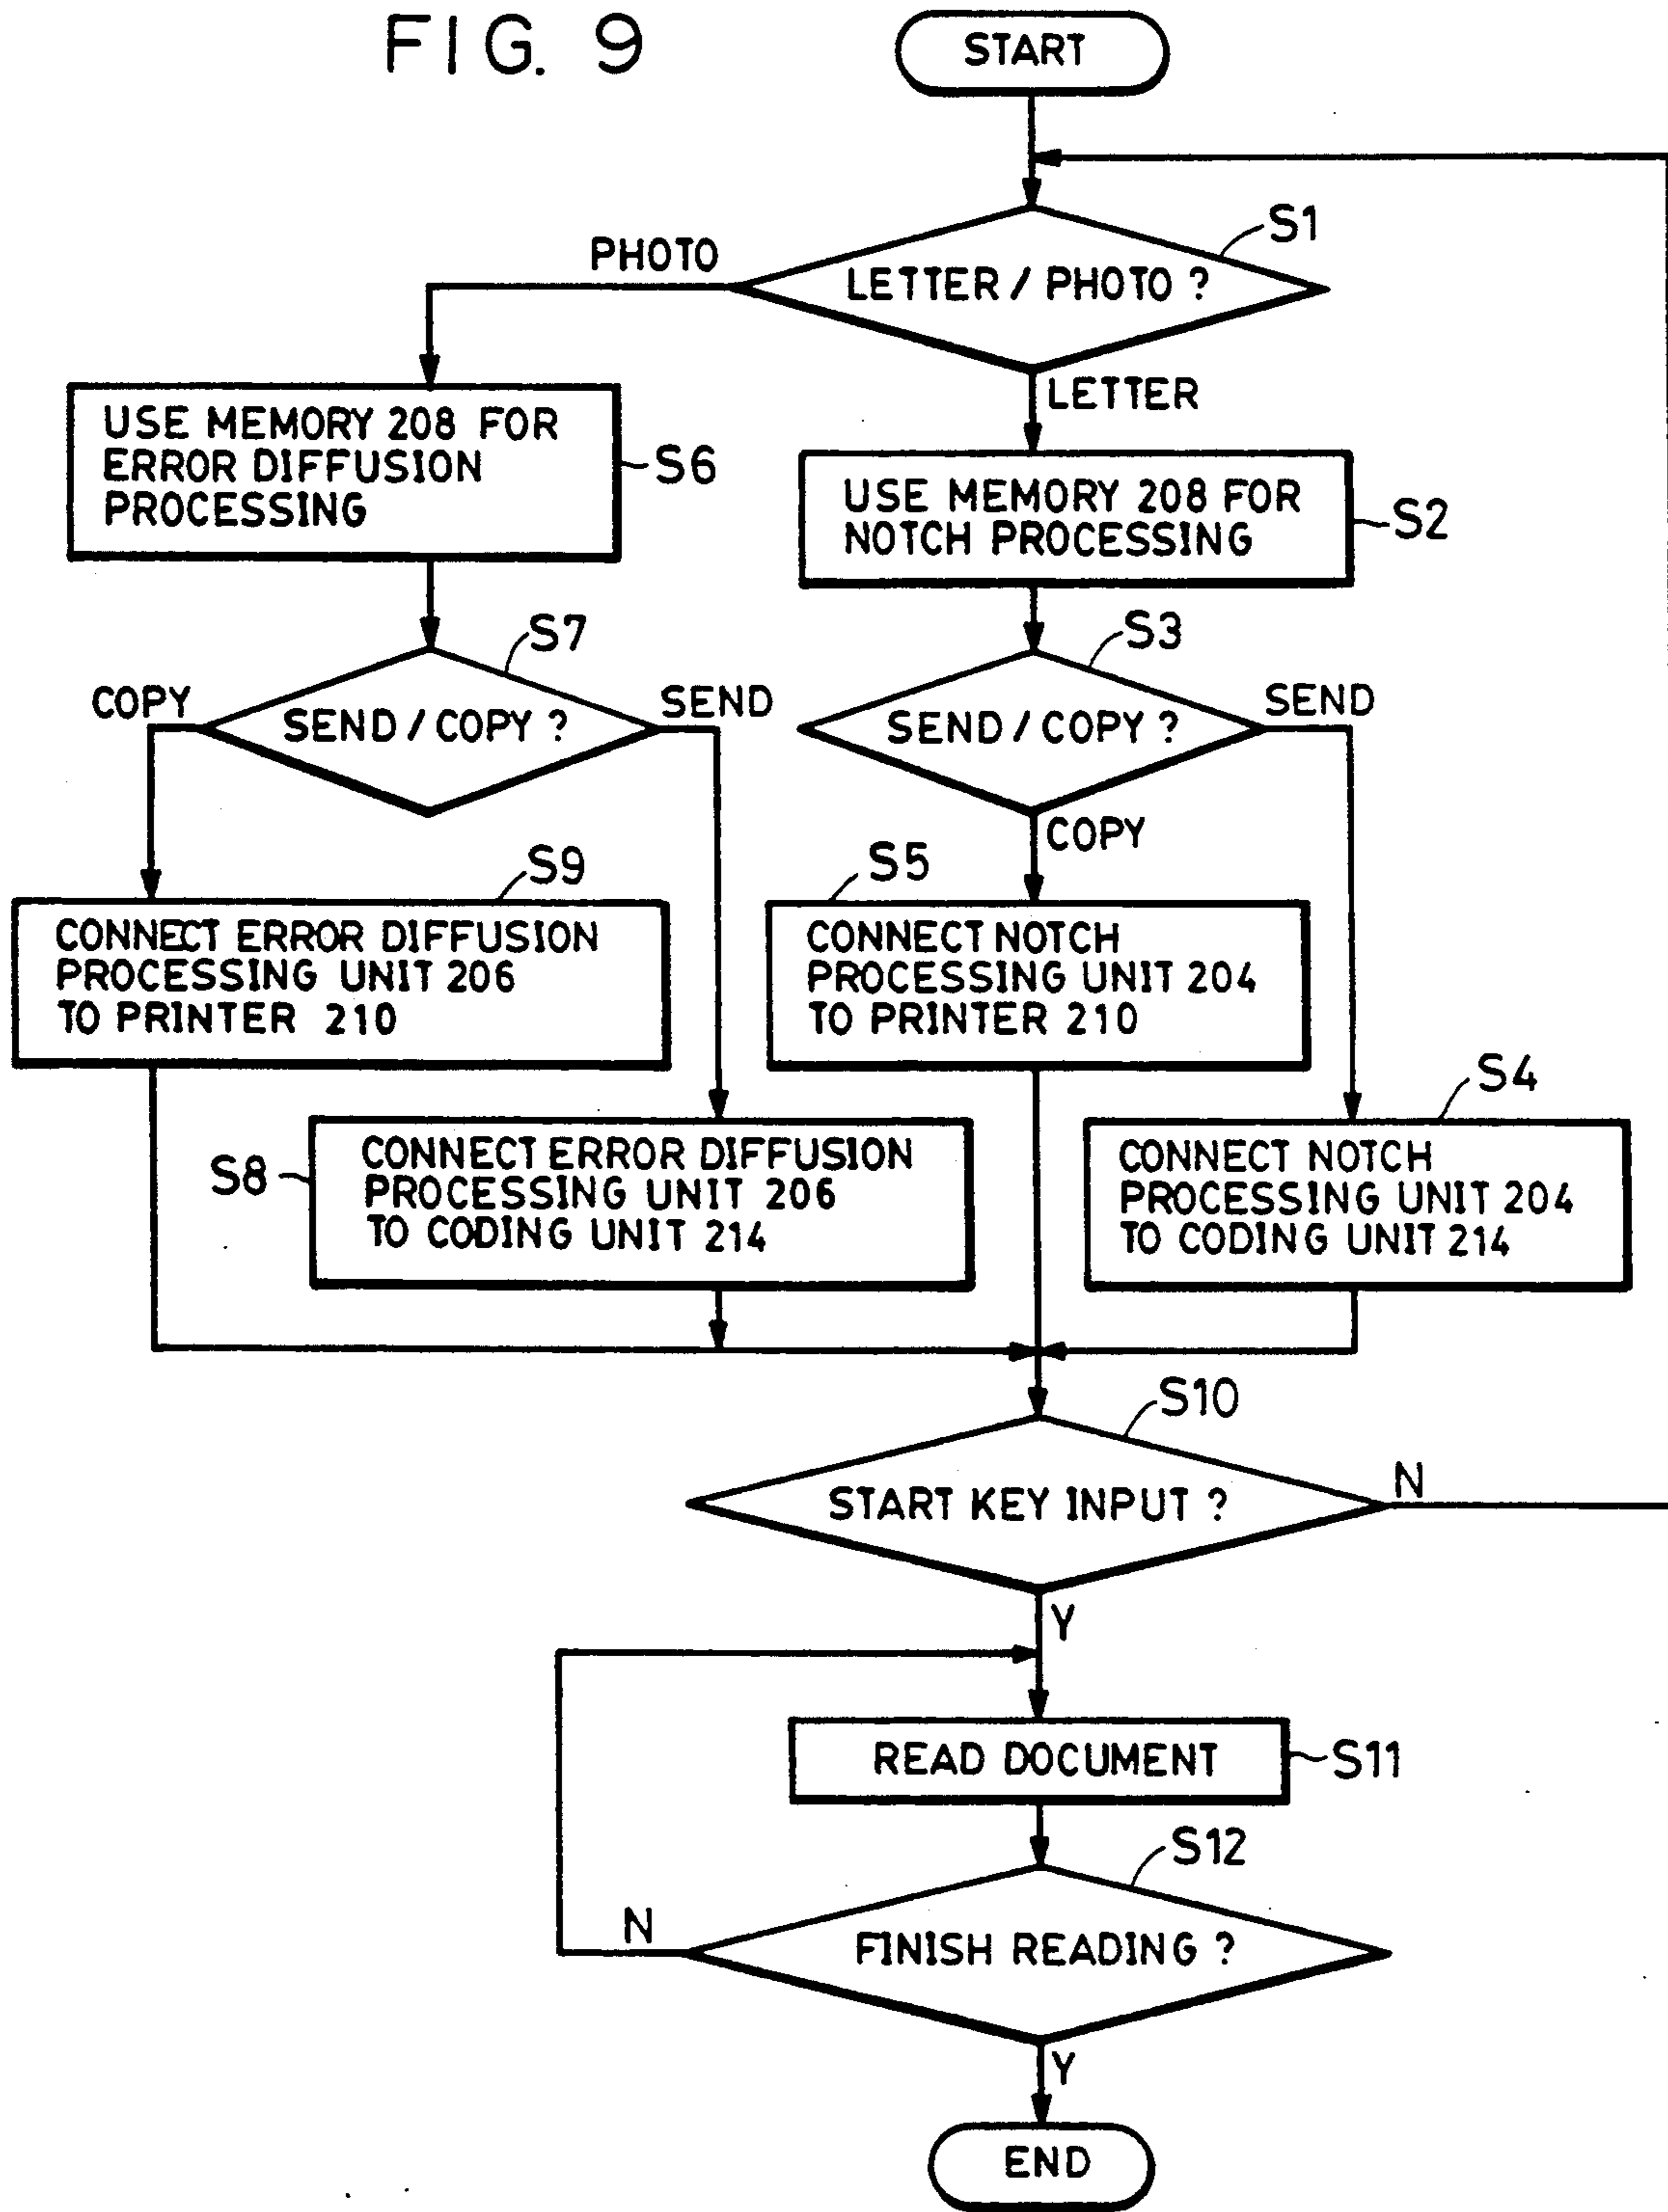 FIG. 9
START
S1
PHOTO
LETTER / PHOTO ?
LETTER
USE MEMORY 208 FOR
ERROR DIFFUSION
PROCESSING
S6
USE MEMORY 208 FOR
NOTCH PROCESSING
S2
S7
S3
COPY
SEND / COPY ?
SEND
SEND / COPY ?
SEND
COPY
S9
S5
CONNECT ERROR DIFFUSION
PROCESSING UNIT 206
TO PRINTER 210
CONNECT NOTCH
PROCESSING UNIT 204
TO PRINTER 210
S4
S8
CONNECT ERROR DIFFUSION
PROCESSING UNIT 206
TO CODING UNIT 214
CONNECT NOTCH
PROCESSING UNIT 204
TO CODING UNIT 214
S10
START KEY INPUT ?
N
Y
READ DOCUMENT
S11
S12
N
FINISH READING ?
Y
END